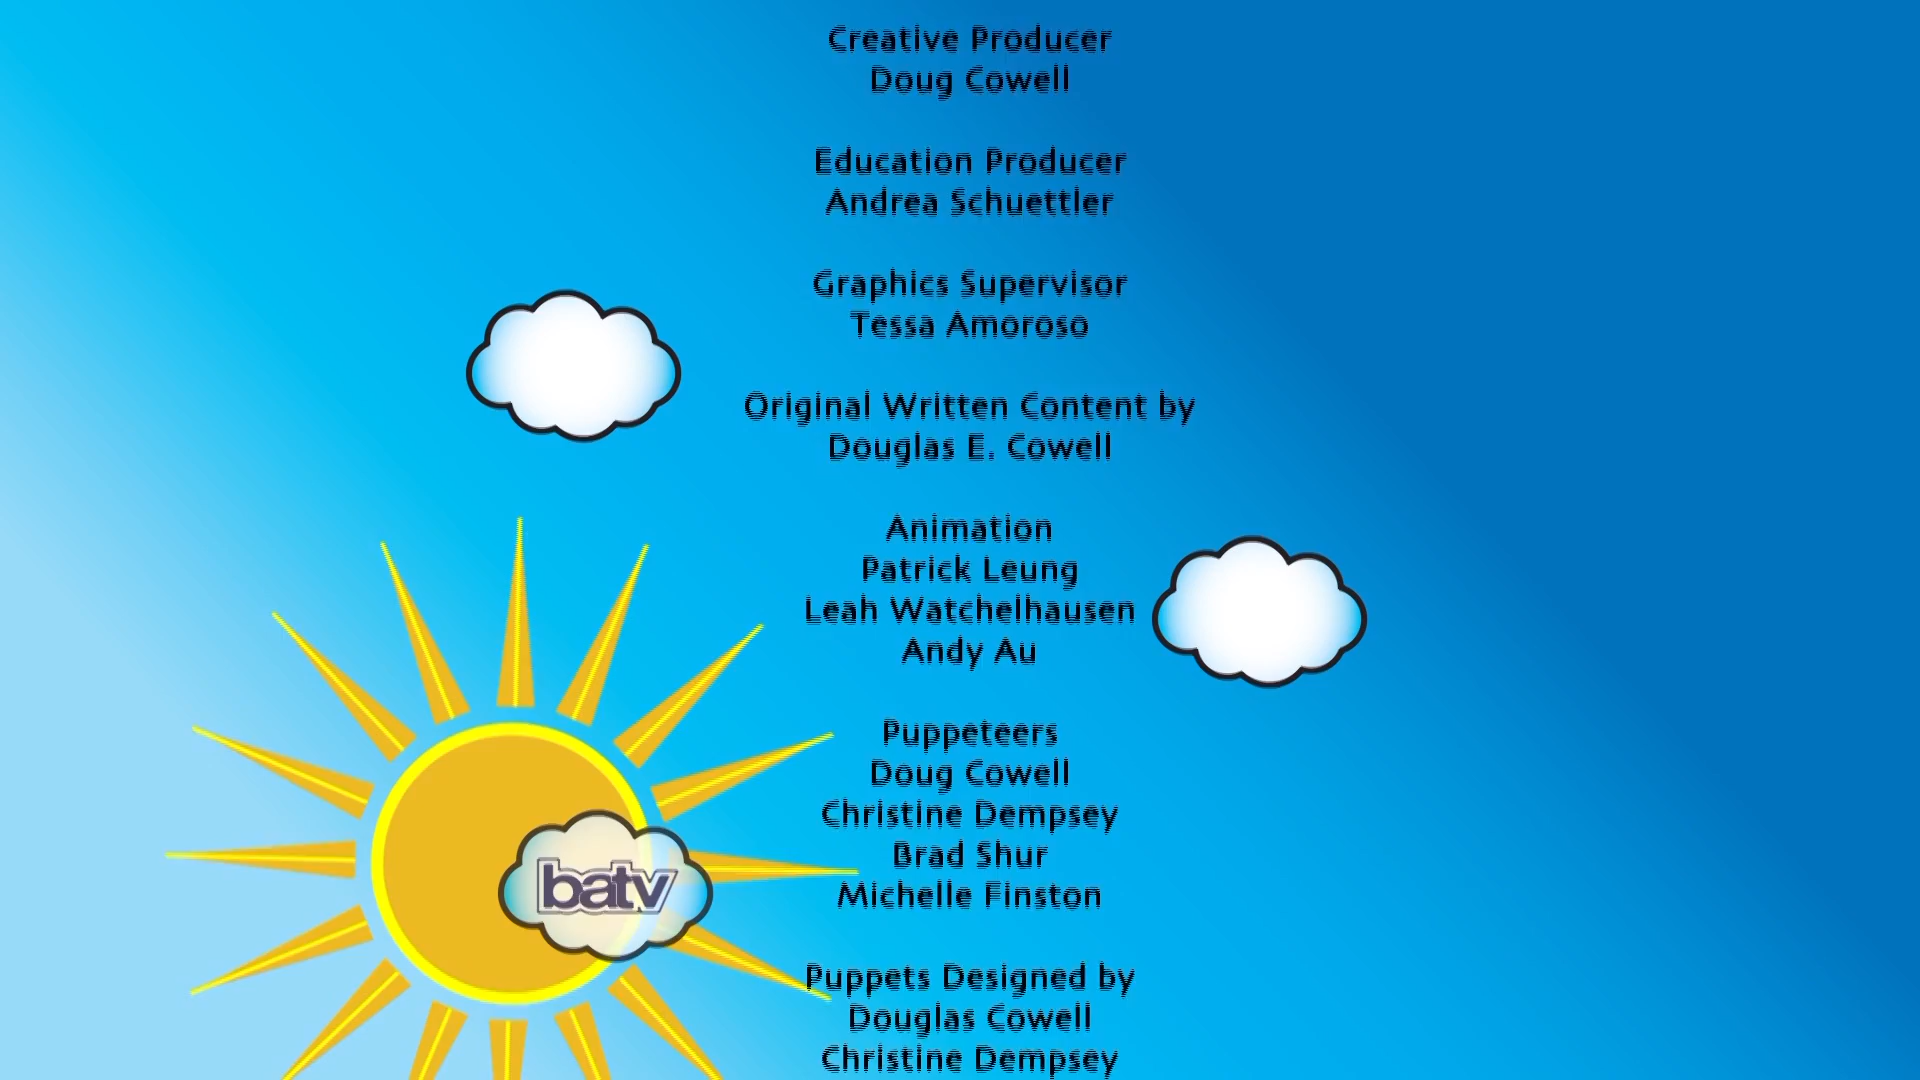 Creative Producer
Doug Cowell
Education Producer
Andrea Schuettler
Graphics Supervisor
Tessa Amoroso
Original Written Content by
Douglas E. Cowell
Animation
Patrick Leung
Leah Watchelhausen
Andy Au
Puppeteers
Doug Cowell
Christine Dempsey
Brad Shur
Michelle Finston
Puppets Designed by
Douglas Cowell
Christine Dempsey
batv